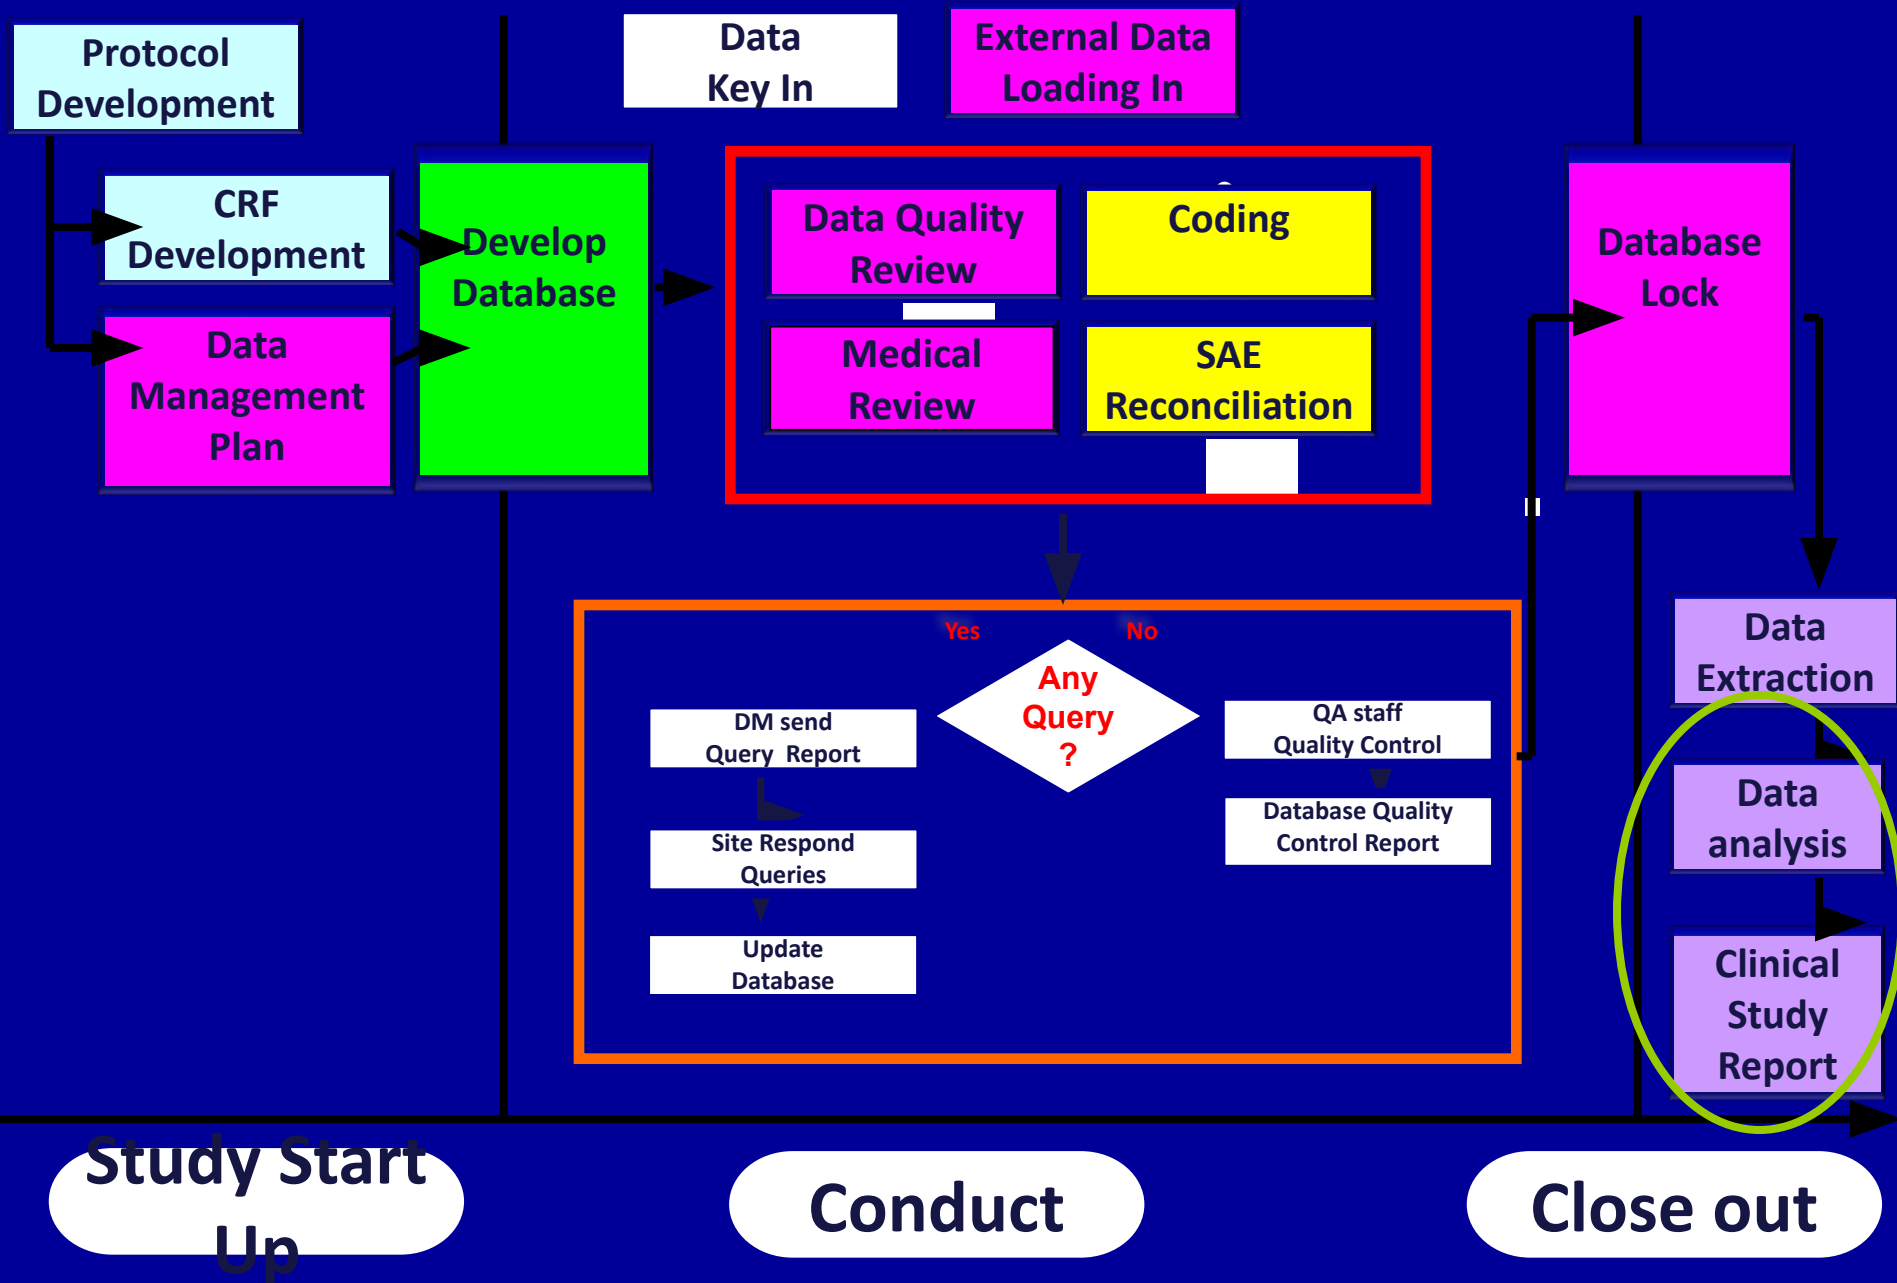 Protocol
Development
Data
Key In
External Data
Loading In
CRF
Development
Data
Management
Plan
Develop
Database
Data Quality
Review
Coding
Medical
Review
SAE
Reconciliation
Database
Lock
Yes
No
Any
Query
?
DM send
Query Report
Site Respond
Queries
Update
Database
QA staff
Quality Control
Database Quality
Control Report
Data
Extraction
Data
analysis
Clinical
Study
Report
Study Start
Up
Conduct
Close out